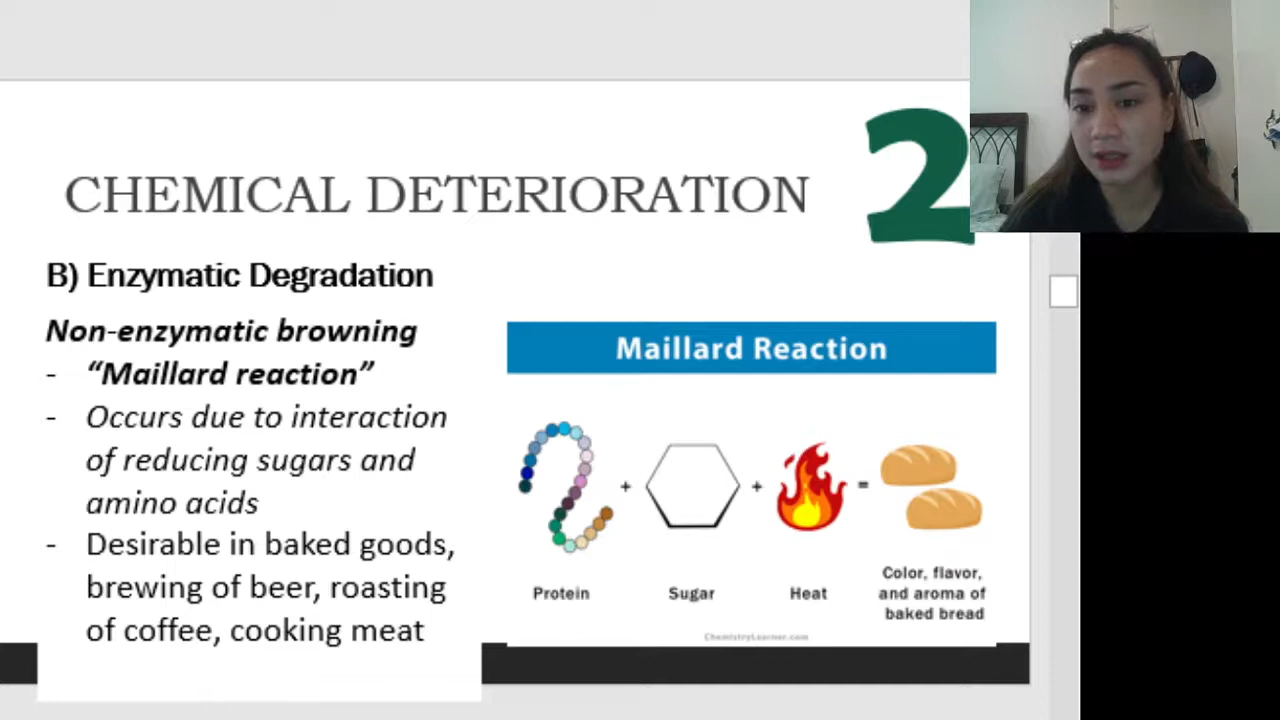 2
CHEMICAL DETERIORATION
B) Enzymatic Degradation
Non-enzymatic browning
- “Maillard reaction”
- Occurs due to interaction
of reducing sugars and
amino acids
- Desirable in baked goods,
brewing of beer, roasting
of coffee, cooking meat
Maillard Reaction
+ + =
Protein Sugar Heat Color, flavor,
and aroma of
baked bread
ChemistryLearner.com